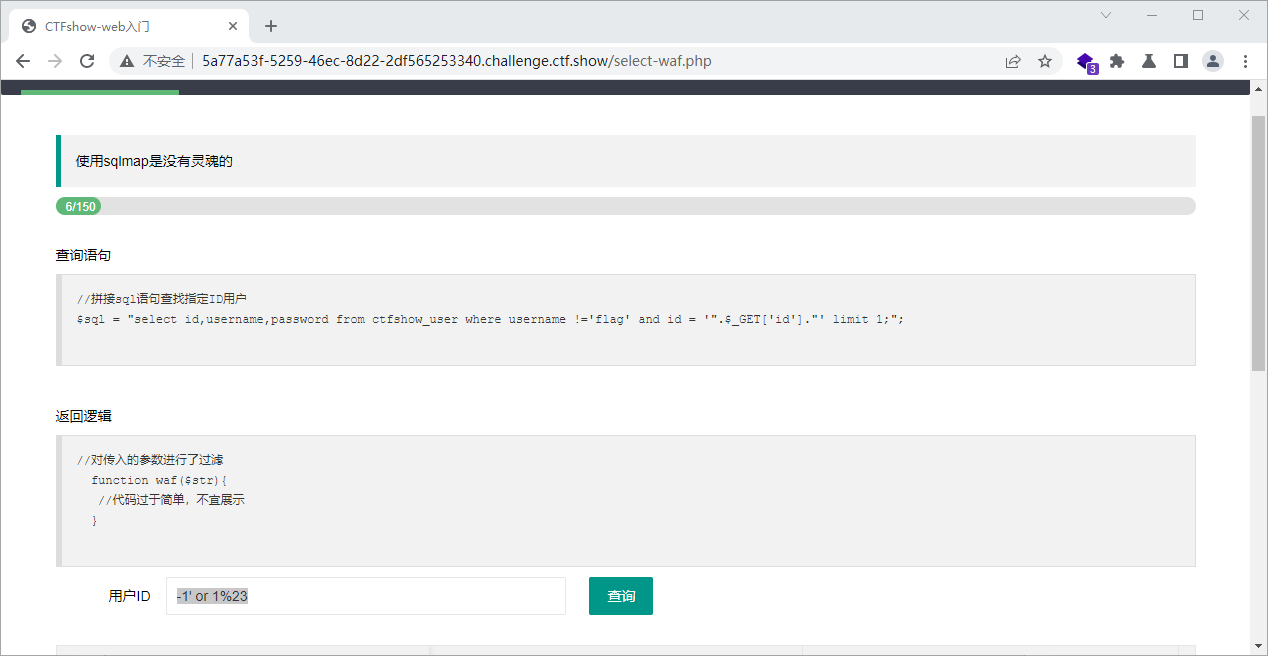 CTFshow-web入门
不安全 5a77a53f-5259-46ec-8d22-2df565253340.challenge.ctf.show/select-waf.php
3
使用sqlmap是没有灵魂的
6/150
查询语句
//拼接sql语句查找指定ID用户
$sql = "select id,username,password from ctfshow_user where username !='flag' and id = '".$_GET['id']."' limit 1;";
返回逻辑
//对传入的参数进行了过滤
function waf($str){
//代码过于简单，不宜展示
}
用户ID -1' or 1%23 查询